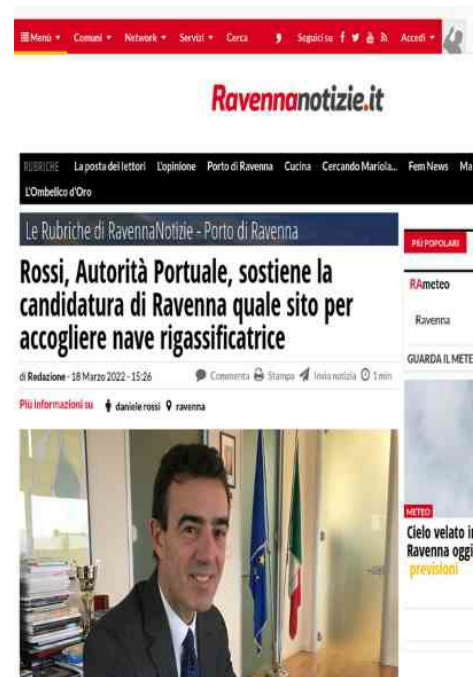 Menù Comuni Network Servizi Cerca Seguici su Accedi
Ravennanotizie.it
RUBRICHE La posta dei lettori L'opinione Porto di Ravenna Cucina Cercando Mariola... Fem News Ma
L'Ombelico d'Oro
Le Rubriche di RavennaNotizie - Porto di Ravenna
Rossi, Autorità Portuale, sostiene la
candidatura di Ravenna quale sito per
accogliere nave rigassificatrice
di Redazione - 18 Marzo 2022 - 15:26 Commenta Stampa Invia notizia 1 min
Più informazioni su daniele rossi ravenna
PIÙ POPOLARI
RAmeteo
Ravenna
GUARDA IL METE
METEO
Cielo velato in
Ravenna oggi
previsioni